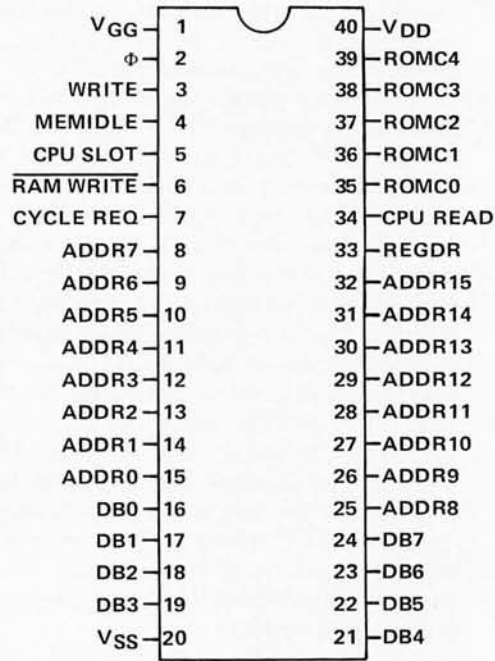 VGG 1 40 VDD
Φ 2 39 ROMC4
WRITE 3 38 ROMC3
MEMIDLE 4 37 ROMC2
CPU SLOT 5 36 ROMC1
RAM WRITE 6 35 ROMC0
CYCLE REQ 7 34 CPU READ
ADDR7 8 33 REGDR
ADDR6 9 32 ADDR15
ADDR5 10 31 ADDR14
ADDR4 11 30 ADDR13
ADDR3 12 29 ADDR12
ADDR2 13 28 ADDR11
ADDR1 14 27 ADDR10
ADDR0 15 26 ADDR9
DB0 16 25 ADDR8
DB1 17 24 DB7
DB2 18 23 DB6
DB3 19 22 DB5
VSS 20 21 DB4